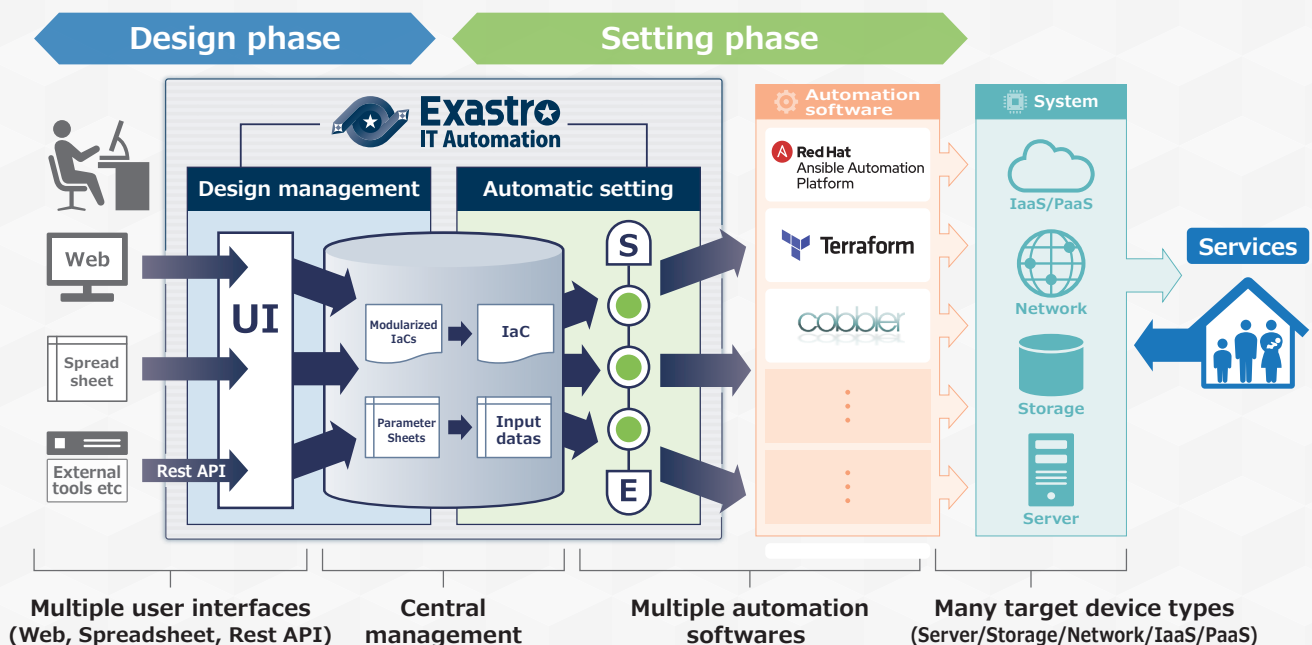 Design phase
Setting phase
Exastro
IT Automation
Design management
Automatic setting
Automation
software
System
Web
Spread
sheet
External
tools etc
Rest API
UI
Modularized
IaCs
IaC
Parameter
Sheets
Input
datas
S
E
Red Hat
Ansible Automation
Platform
Terraform
cobbler
IaaS/PaaS
Network
Storage
Server
Services
Multiple user interfaces
(Web, Spreadsheet, Rest API)
Central
management
Multiple automation
softwares
Many target device types
(Server/Storage/Network/IaaS/PaaS)